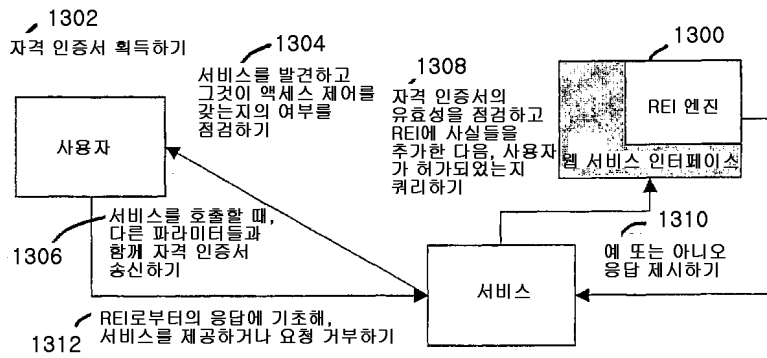 1302
자격 인증서 획득하기
1304
서비스를 발견하고
그것이 액세스 제어를
갖는지의 여부를
점검하기
1308
자격 인증서의
유효성을 점검하고
REI에 사실들을
추가한 다음, 사용자
가 허가되었는지
쿼리하기
1300
REI 엔진
웹 서비스 인터페이스
사용자
1306
서비스를 호출할 때,
다른 파라미터들과
함께 자격 인증서
송신하기
1310
예 또는 아니오
응답 제시하기
서비스
1312
REI로부터의 응답에 기초해,
서비스를 제공하거나 요청 거부하기